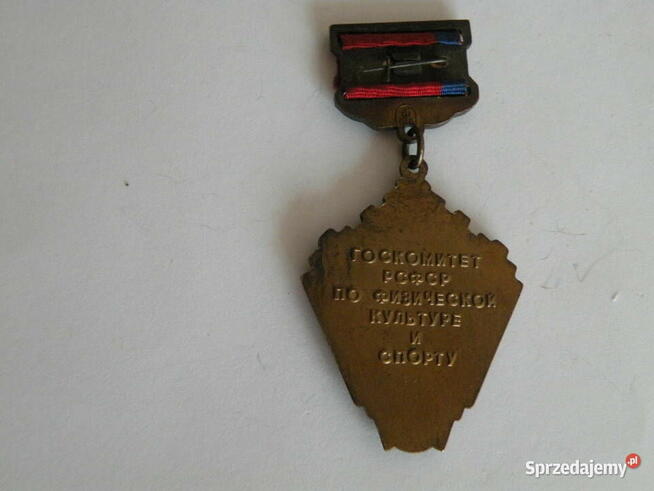 ГОСКОМИТЕТ
РСФСР
ПО ФИЗИЧЕСКОЙ
КУЛЬТУРЕ
И
СПОРТУ
Sprzedajemy.pl